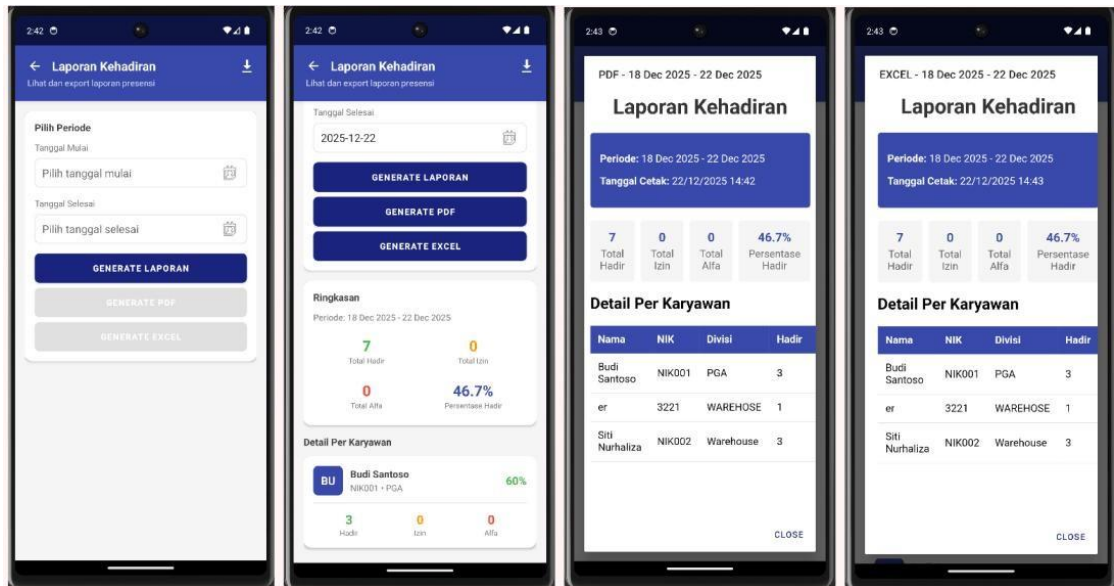 2:42
← Laporan Kehadiran
Lihat dan export laporan presensi
Pilih Periode
Tanggal Mulai
Pilih tanggal mulai
Tanggal Selesai
Pilih tanggal selesai
GENERATE LAPORAN
GENERATE PDF
GENERATE EXCEL
2:42
← Laporan Kehadiran
Lihat dan export laporan presensi
Tanggal Selesai
2025-12-22
GENERATE LAPORAN
GENERATE PDF
GENERATE EXCEL
Ringkasan
Periode: 18 Dec 2025 - 22 Dec 2025
7 0
Total Hadir Total Izin
0 46.7%
Total Alfa Persentase Hadir
Detail Per Karyawan
BU Budi Santoso 60%
NIK001 • PGA
3 0 0
Hadir Izin Alfa
2:43
PDF - 18 Dec 2025 - 22 Dec 2025
Laporan Kehadiran
Periode: 18 Dec 2025 - 22 Dec 2025
Tanggal Cetak: 22/12/2025 14:42
7 0 0 46.7%
Total Total Total Persentase
Hadir Izin Alfa Hadir
Detail Per Karyawan
Nama NIK Divisi Hadir
Budi Santoso NIK001 PGA 3
er 3221 WAREHOSE 1
Siti Nurhaliza NIK002 Warehouse 3
CLOSE
2:43
EXCEL - 18 Dec 2025 - 22 Dec 2025
Laporan Kehadiran
Periode: 18 Dec 2025 - 22 Dec 2025
Tanggal Cetak: 22/12/2025 14:43
7 0 0 46.7%
Total Total Total Persentase
Hadir Izin Alfa Hadir
Detail Per Karyawan
Nama NIK Divisi Hadir
Budi Santoso NIK001 PGA 3
er 3221 WAREHOSE 1
Siti Nurhaliza NIK002 Warehouse 3
CLOSE